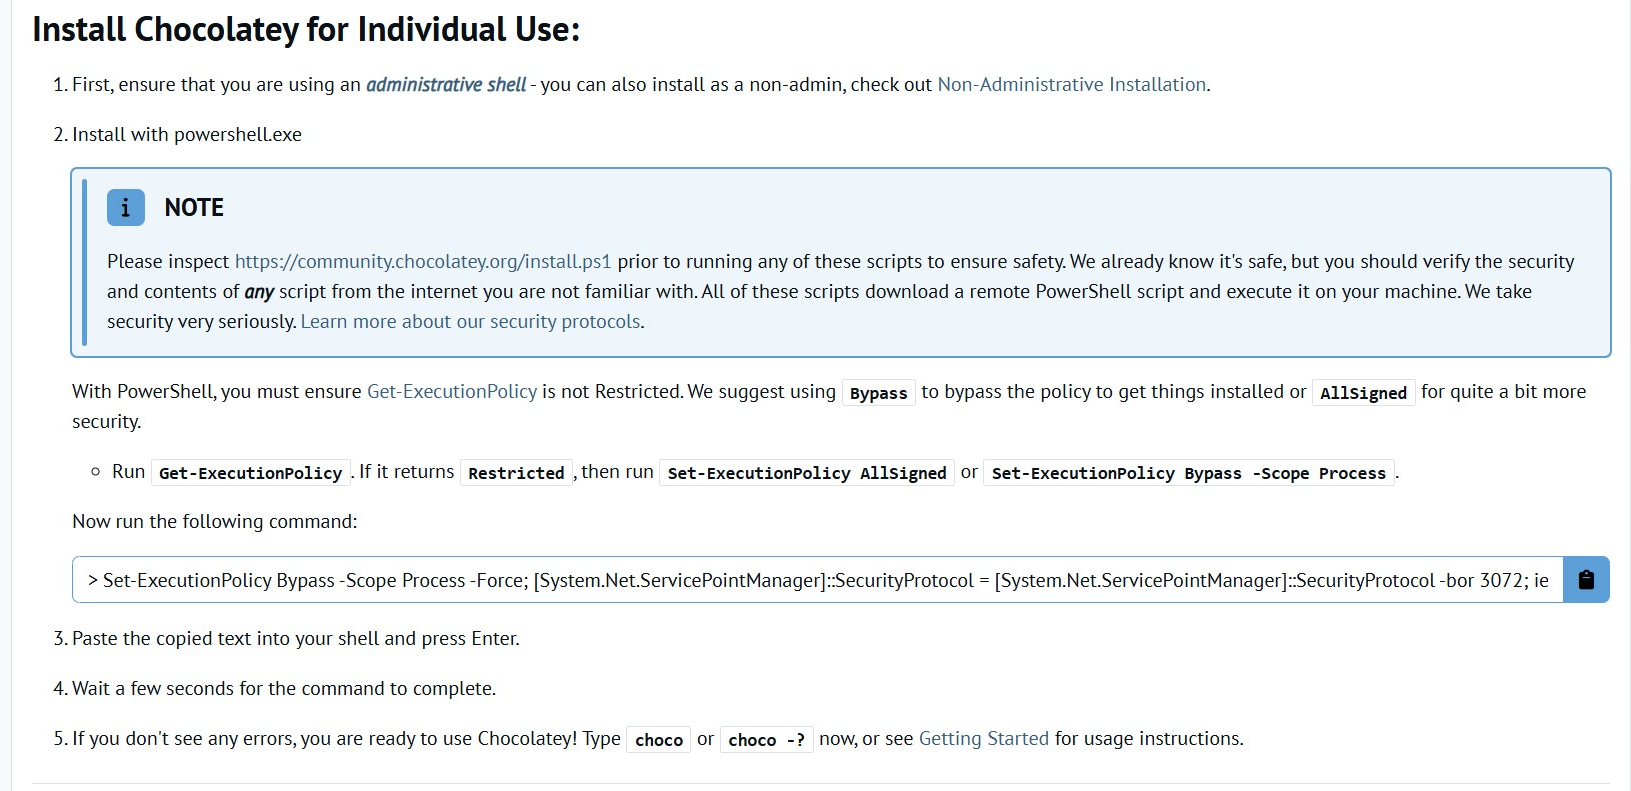 Install Chocolatey for Individual Use:
1. First, ensure that you are using an administrative shell - you can also install as a non-admin, check out Non-Administrative Installation.
2. Install with powershell.exe
i NOTE
Please inspect https://community.chocolatey.org/install.ps1 prior to running any of these scripts to ensure safety. We already know it's safe, but you should verify the security
and contents of any script from the internet you are not familiar with. All of these scripts download a remote PowerShell script and execute it on your machine. We take
security very seriously. Learn more about our security protocols.
With PowerShell, you must ensure Get-ExecutionPolicy is not Restricted. We suggest using Bypass to bypass the policy to get things installed or AllSigned for quite a bit more
security.
Run Get-ExecutionPolicy. If it returns Restricted, then run Set-ExecutionPolicy AllSigned or Set-ExecutionPolicy Bypass -Scope Process.
Now run the following command:
> Set-ExecutionPolicy Bypass -Scope Process -Force; [System.Net.ServicePointManager]::SecurityProtocol = [System.Net.ServicePointManager]::SecurityProtocol -bor 3072; ie
3. Paste the copied text into your shell and press Enter.
4. Wait a few seconds for the command to complete.
5. If you don't see any errors, you are ready to use Chocolatey! Type choco or choco -? now, or see Getting Started for usage instructions.